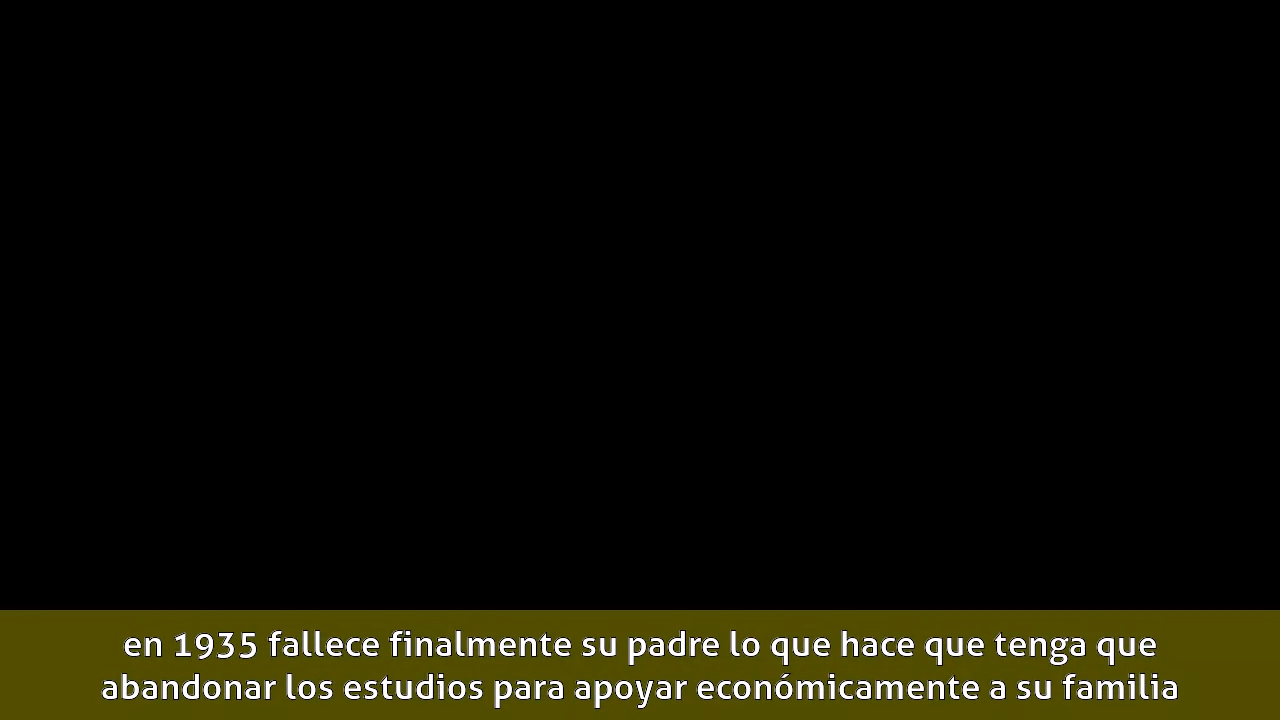 en 1935 fallece finalmente su padre lo que hace que tenga que
abandonar los estudios para apoyar económicamente a su familia